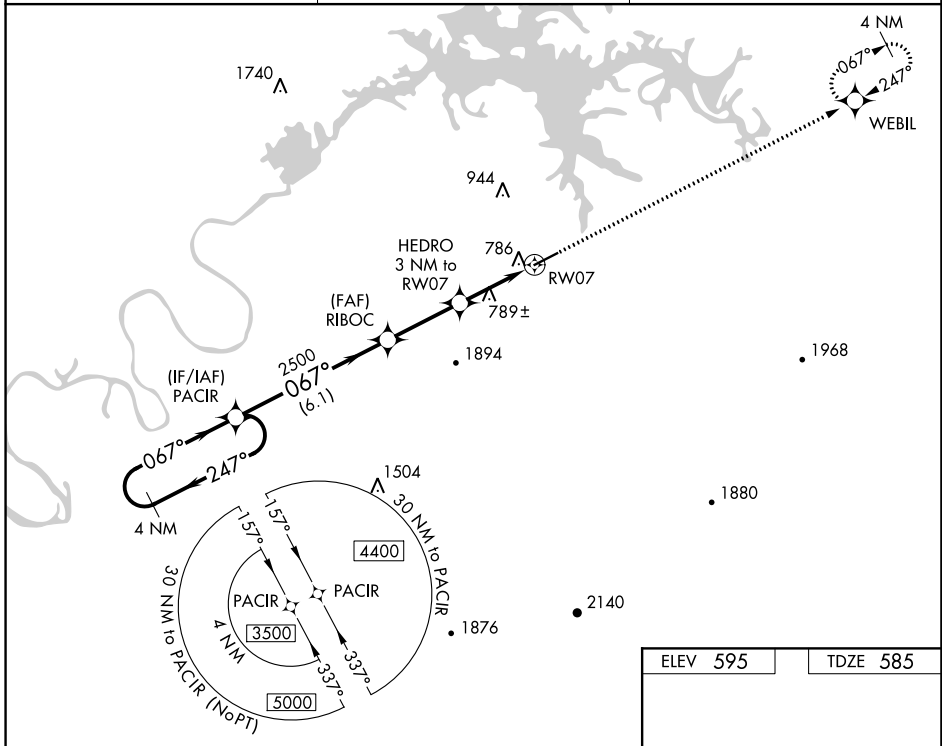 4 NM
067°
247°
WEBIL
1740
944
HEDRO
3 NM to
RW07
786
RW07
789±
(FAF)
RIBOC
1894
1968
2500
067°
(6.1)
(IF/IAF)
PACIR
067°
247°
4 NM
1504
1880
157°
157°
30 NM to PACIR
4400
PACIR
PACIR
3500
4 NM
337°
337°
5000
30 NM to PACIR (NoPT)
1876
2140
ELEV 595
TDZE 585